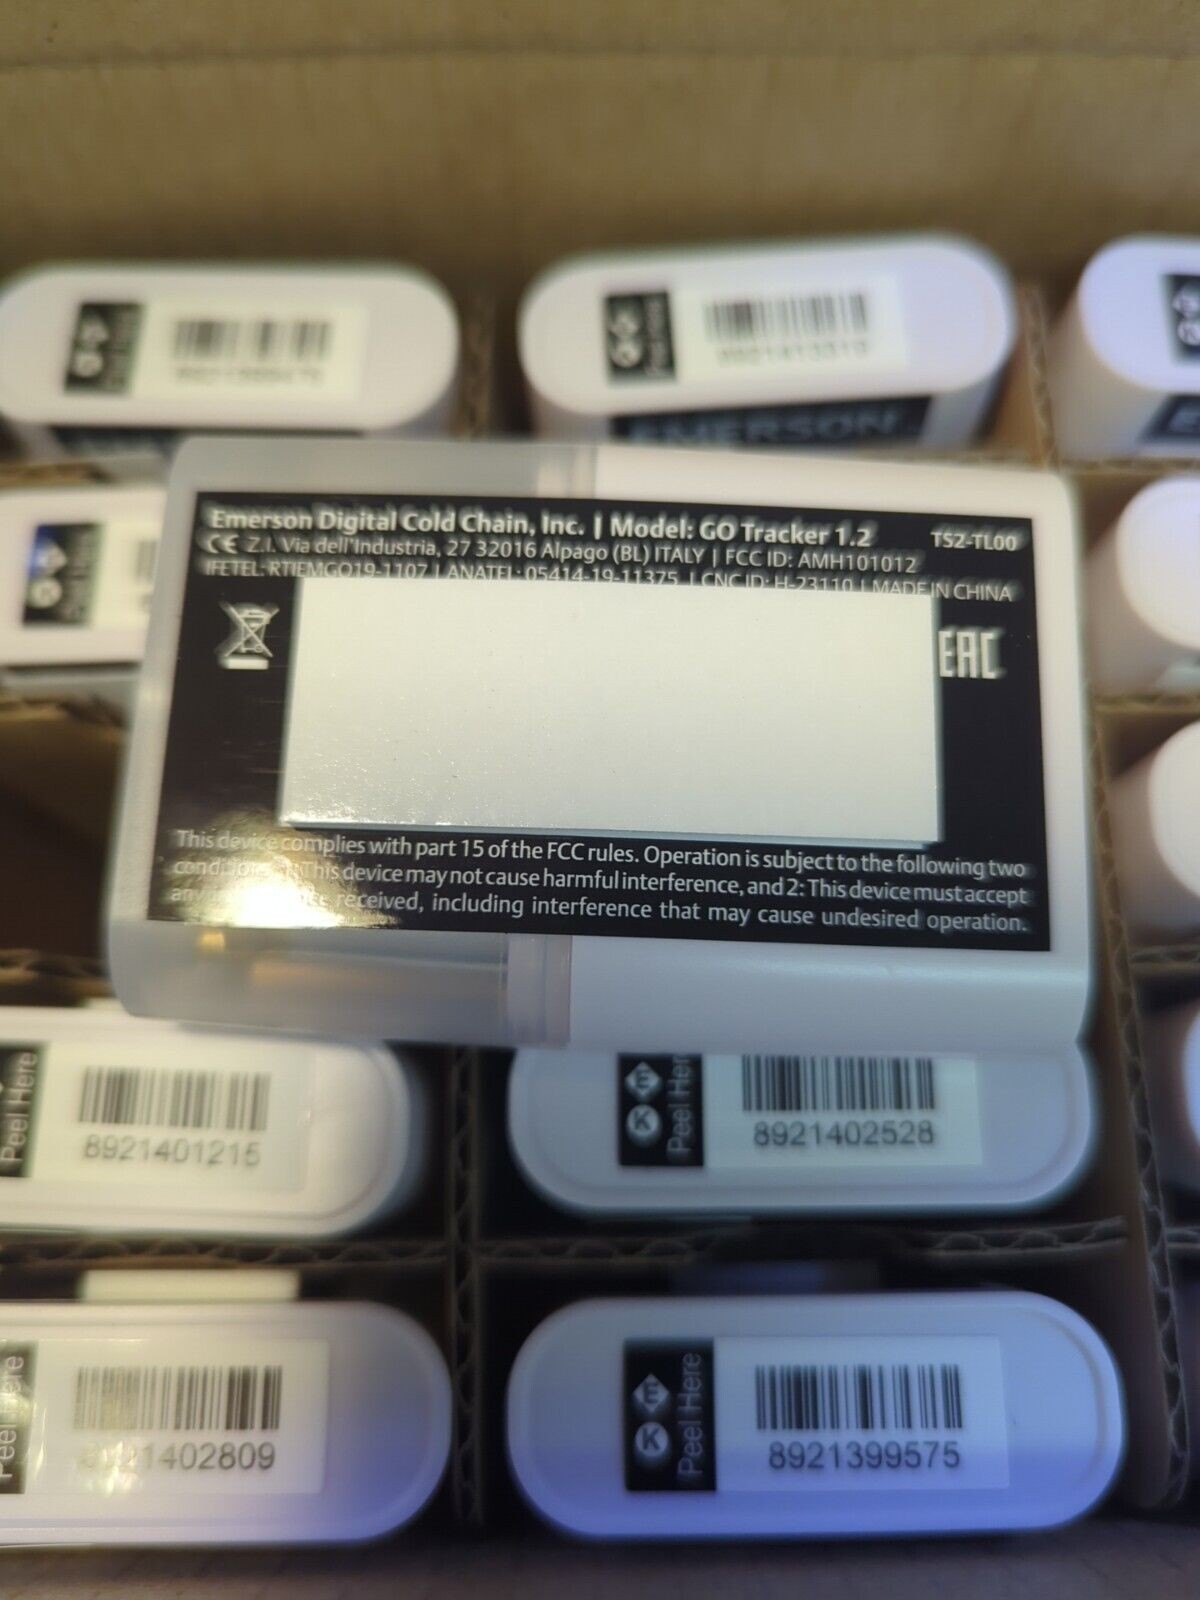 EMERSON
Emerson Digital Cold Chain, Inc. | Model: GO Tracker 1.2 TS2-TL00
CE Z.I. Via dell'Industria, 27 32016 Alpago (BL) ITALY | FCC ID: AMH101012
IFETEL: RTIEMGO19-1107 | ANATEL: 05414-19-11375 | CNC ID: H-23110 | MADE IN CHINA
EAC
This device complies with part 15 of the FCC rules. Operation is subject to the following two
This device may not cause harmful interference, and 2: This device must accept
received, including interference that may cause undesired operation.
Peel Here
8921401215
K E
Peel Here
8921402528
Peel Here
1402809
K E
Peel Here
8921399575